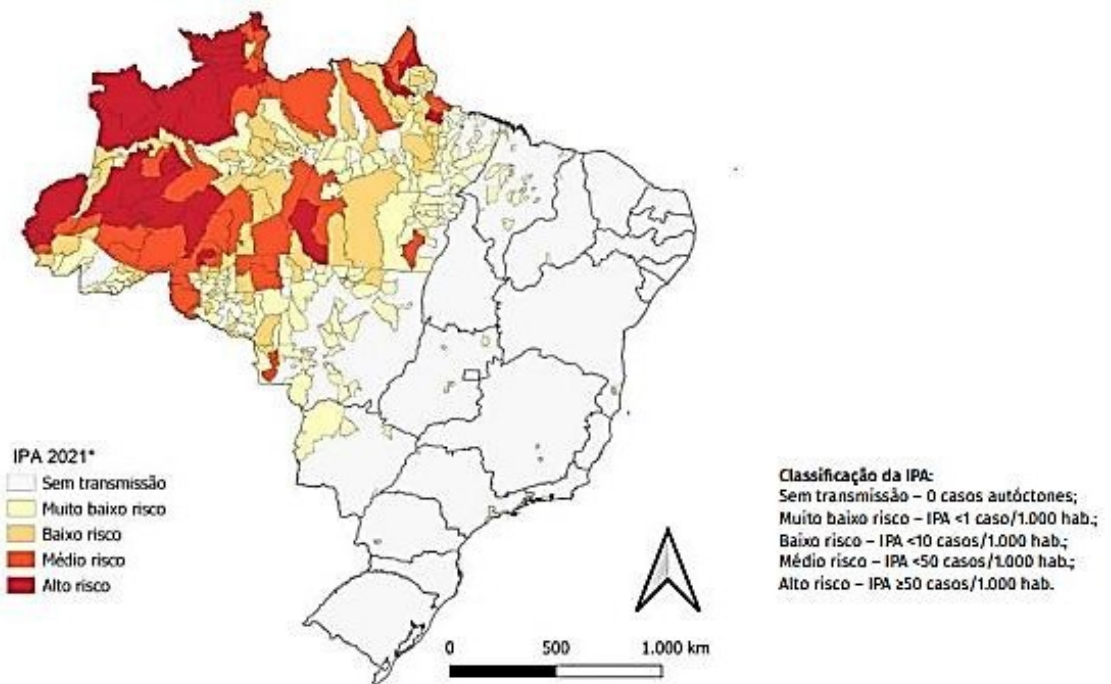 IPA 2021*
Sem transmissão
Muito baixo risco
Baixo risco
Médio risco
Alto risco
Classificação da IPA:
Sem transmissão – 0 casos autóctones;
Muito baixo risco – IPA <1 caso/1.000 hab.;
Baixo risco – IPA <10 casos/1.000 hab.;
Médio risco – IPA <50 casos/1.000 hab.;
Alto risco – IPA ≥50 casos/1.000 hab.
0 500 1.000 km